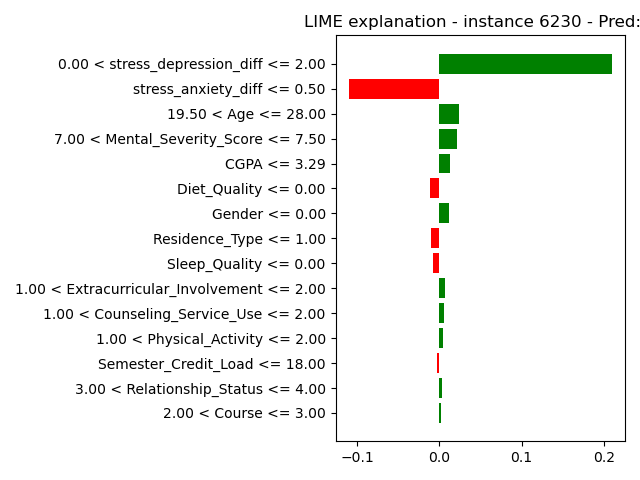 LIME explanation - instance 6230 - Pred:
0.00 < stress_depression_diff <= 2.00
stress_anxiety_diff <= 0.50
19.50 < Age <= 28.00
7.00 < Mental_Severity_Score <= 7.50
CGPA <= 3.29
Diet_Quality <= 0.00
Gender <= 0.00
Residence_Type <= 1.00
Sleep_Quality <= 0.00
1.00 < Extracurricular_Involvement <= 2.00
1.00 < Counseling_Service_Use <= 2.00
1.00 < Physical_Activity <= 2.00
Semester_Credit_Load <= 18.00
3.00 < Relationship_Status <= 4.00
2.00 < Course <= 3.00
−0.1 0.0 0.1 0.2